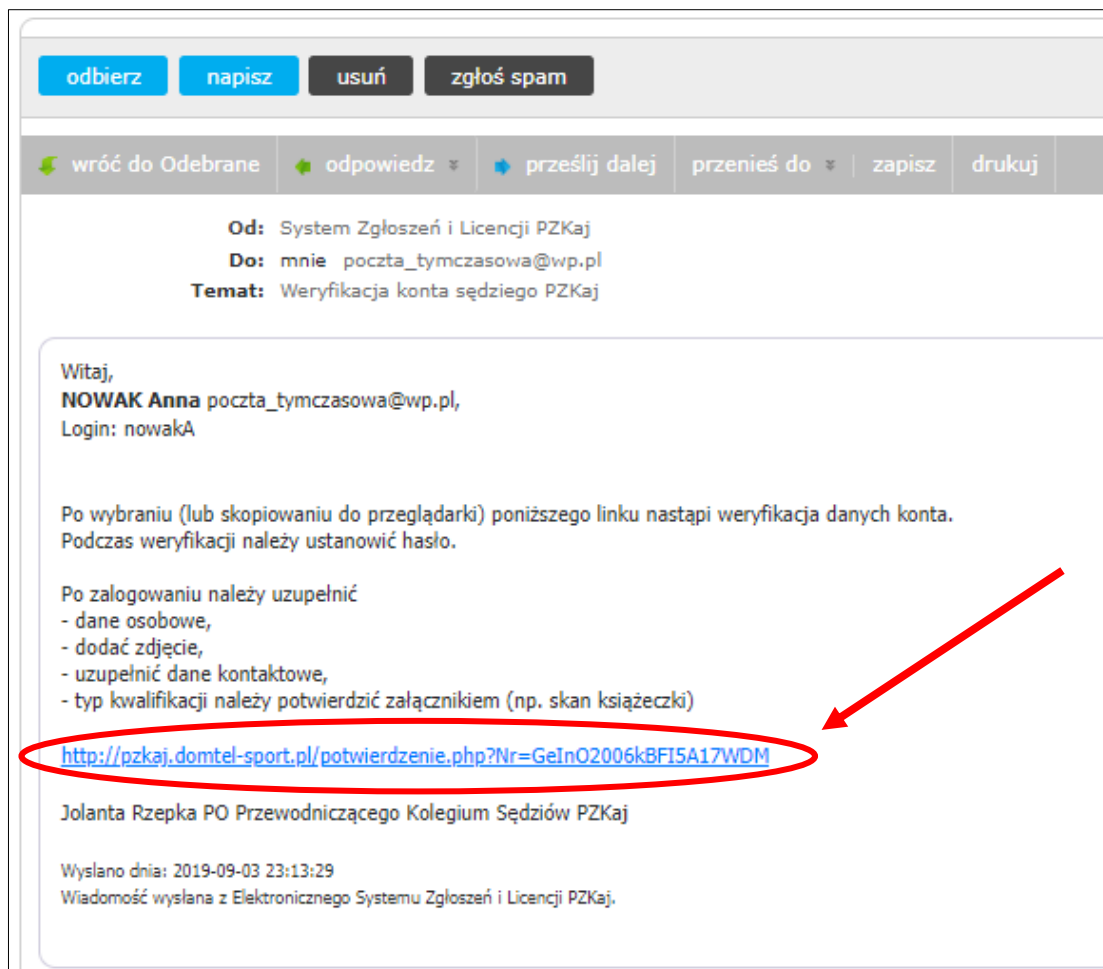 odbierz napisz usuń zgłoś spam
wróć do Odebrane odpowiedz prześlij dalej przenieś do zapisz drukuj
Od: System Zgłoszeń i Licencji PZKaj
Do: mnie poczta_tymczasowa@wp.pl
Temat: Weryfikacja konta sędziego PZKaj
Witaj,
NOWAK Anna poczta_tymczasowa@wp.pl,
Login: nowakA
Po wybraniu (lub skopiowaniu do przeglądarki) poniższego linku nastąpi weryfikacja danych konta.
Podczas weryfikacji należy ustanowić hasło.
Po zalogowaniu należy uzupełnić
- dane osobowe,
- dodać zdjęcie,
- uzupełnić dane kontaktowe,
- typ kwalifikacji należy potwierdzić załącznikiem (np. skan książeczki)
http://pzkaj.domtel-sport.pl/potwierdzenie.php?Nr=GeInO2006kBFI5A17WDM
Jolanta Rzepka PO Przewodniczącego Kolegium Sędziów PZKaj
Wyslano dnia: 2019-09-03 23:13:29
Wiadomość wysłana z Elektronicznego Systemu Zgłoszeń i Licencji PZKaj.